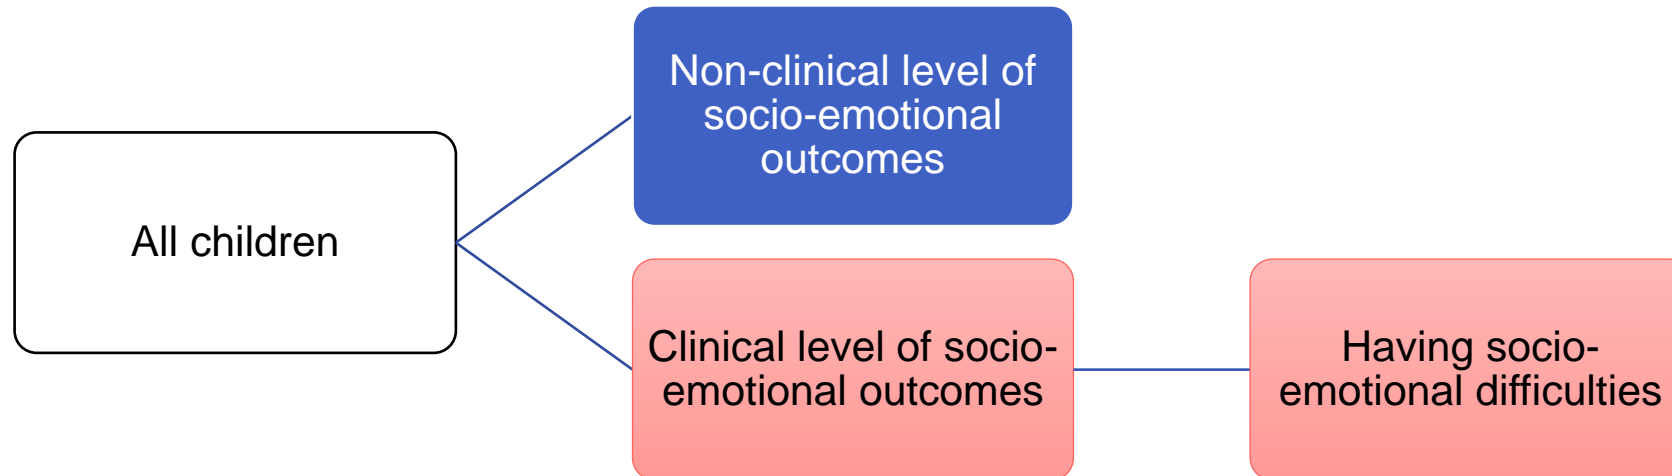 All children
Non-clinical level of
socio-emotional
outcomes
Clinical level of socio-
emotional outcomes
Having socio-
emotional difficulties